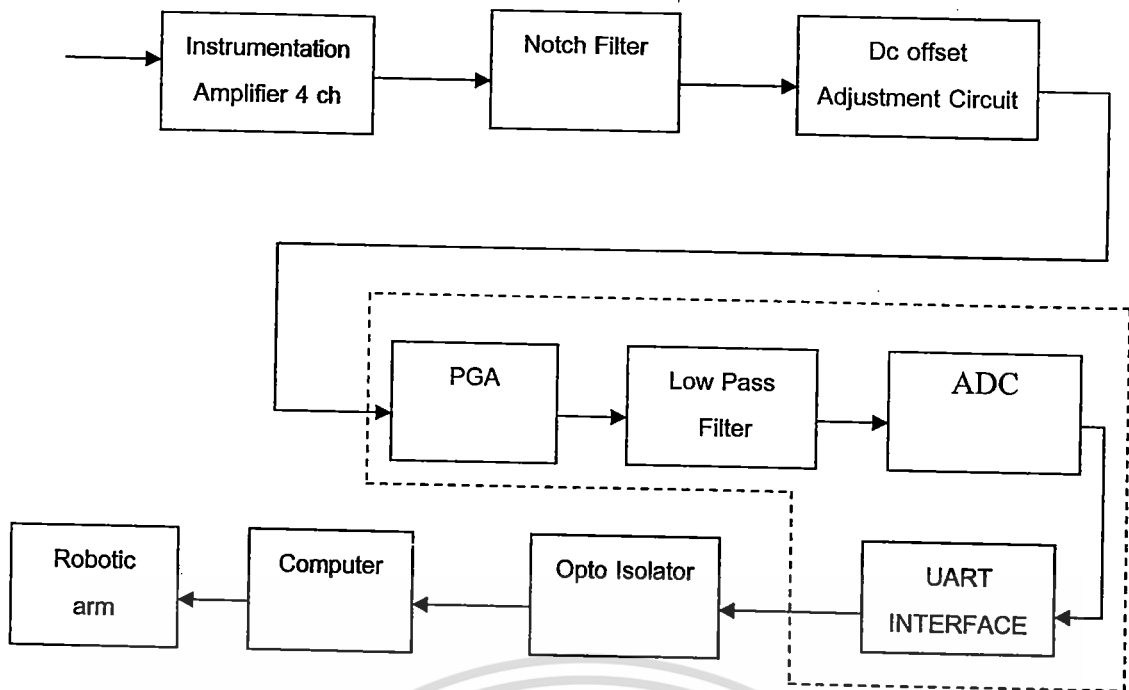 Instrumentation
Amplifier 4 ch
Notch Filter
Dc offset
Adjustment Circuit
PGA
Low Pass
Filter
ADC
Robotic
arm
Computer
Opto Isolator
UART
INTERFACE